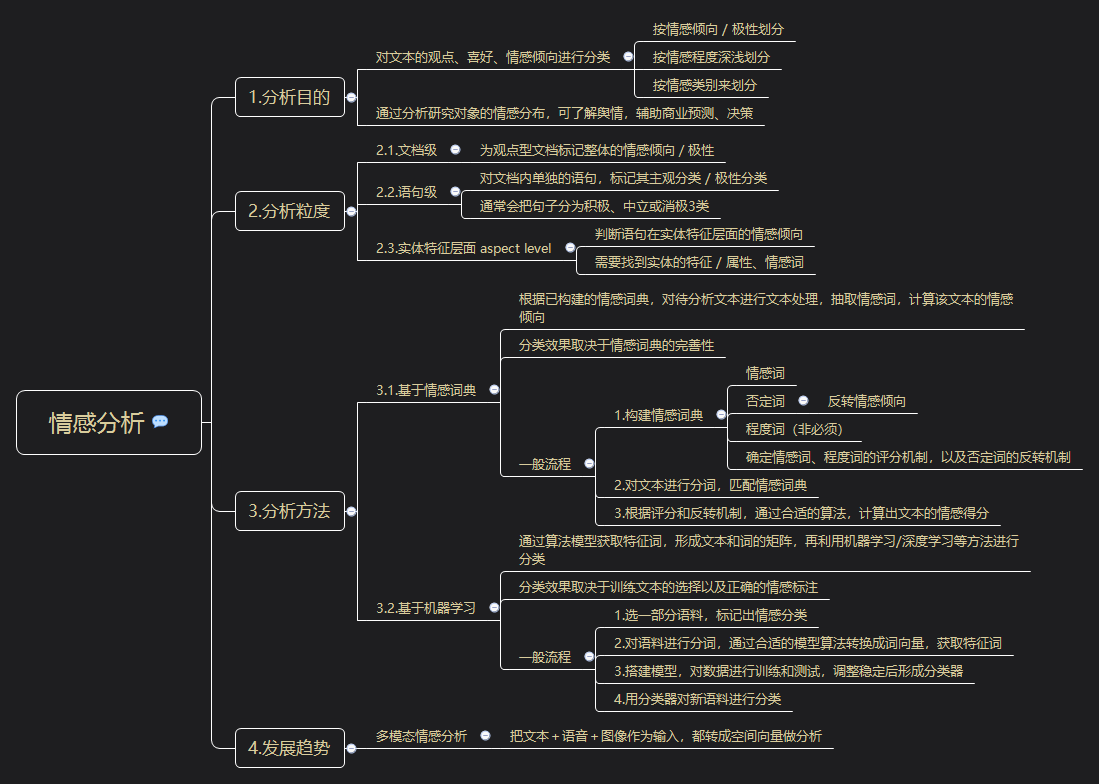 情感分析
1.分析目的
对文本的观点、喜好、情感倾向进行分类
按情感倾向 / 极性划分
按情感程度深浅划分
按情感类别来划分
通过分析研究对象的情感分布，可了解舆情，辅助商业预测、决策
2.分析粒度
2.1.文档级
为观点型文档标记整体的情感倾向 / 极性
2.2.语句级
对文档内单独的语句，标记其主观分类 / 极性分类
通常会把句子分为积极、中立或消极3类
2.3.实体特征层面 aspect level
判断语句在实体特征层面的情感倾向
需要找到实体的特征 / 属性、情感词
3.分析方法
3.1.基于情感词典
根据已构建的情感词典，对待分析文本进行文本处理，抽取情感词，计算该文本的情感
倾向
分类效果取决于情感词典的完善性
一般流程
1.构建情感词典
情感词
否定词
反转情感倾向
程度词（非必须）
确定情感词、程度词的评分机制，以及否定词的反转机制
2.对文本进行分词，匹配情感词典
3.根据评分和反转机制，通过合适的算法，计算出文本的情感得分
3.2.基于机器学习
通过算法模型获取特征词，形成文本和词的矩阵，再利用机器学习/深度学习等方法进行
分类
分类效果取决于训练文本的选择以及正确的情感标注
一般流程
1.选一部分语料，标记出情感分类
2.对语料进行分词，通过合适的模型算法转换成词向量，获取特征词
3.搭建模型，对数据进行训练和测试，调整稳定后形成分类器
4.用分类器对新语料进行分类
4.发展趋势
多模态情感分析
把文本＋语音＋图像作为输入，都转成空间向量做分析